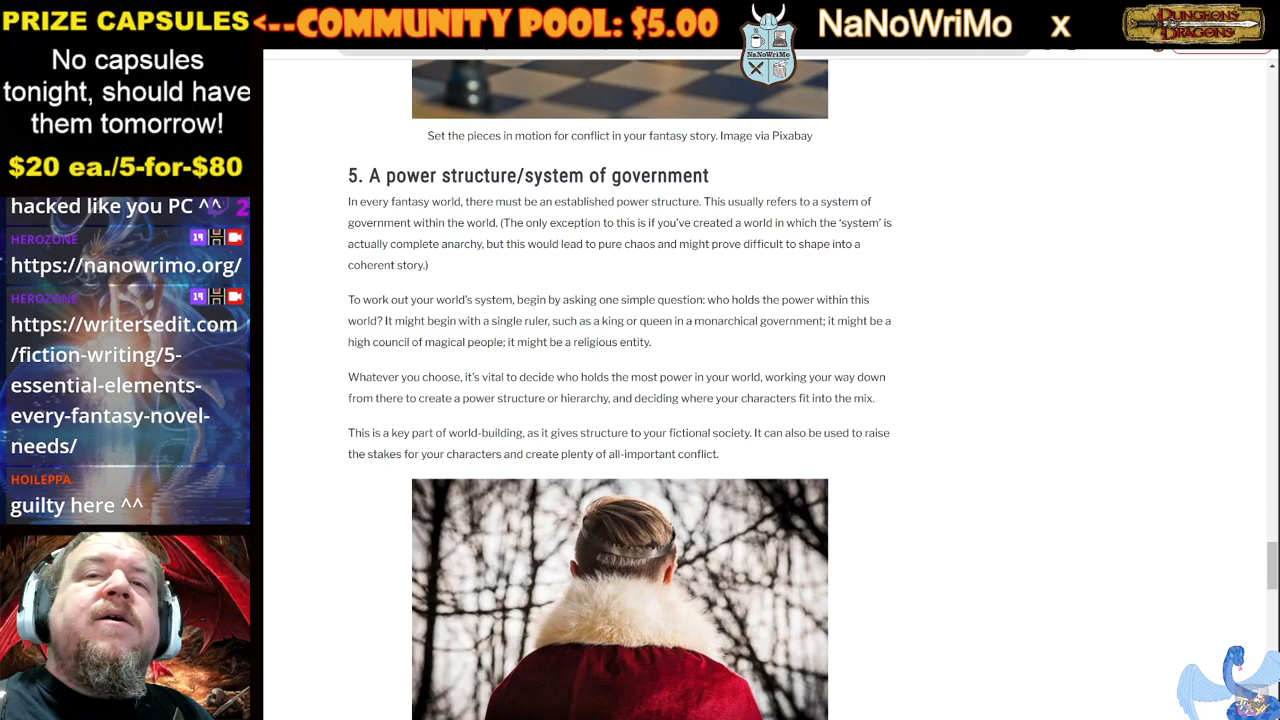 PRIZE CAPSULES
No capsules
tonight, should have
them tomorrow!
$20 ea./5-for-$80
<--COMMUNITY POOL: $5.00
NaNoWriMo
NaNoWriMo
x
DUNGEONS
DRAGONS
hacked like you PC ^^
2
HEROZONE
19
https://nanowrimo.org/
HEROZONE
19
https://writersedit.com
/fiction-writing/5-
essential-elements-
every-fantasy-novel-
needs/
HOILEPPA
guilty here ^^
Set the pieces in motion for conflict in your fantasy story. Image via Pixabay
5. A power structure/system of government
In every fantasy world, there must be an established power structure. This usually refers to a system of
government within the world. (The only exception to this is if you’ve created a world in which the ‘system’ is
actually complete anarchy, but this would lead to pure chaos and might prove difficult to shape into a
coherent story.)
To work out your world’s system, begin by asking one simple question: who holds the power within this
world? It might begin with a single ruler, such as a king or queen in a monarchical government; it might be a
high council of magical people; it might be a religious entity.
Whatever you choose, it’s vital to decide who holds the most power in your world, working your way down
from there to create a power structure or hierarchy, and deciding where your characters fit into the mix.
This is a key part of world-building, as it gives structure to your fictional society. It can also be used to raise
the stakes for your characters and create plenty of all-important conflict.